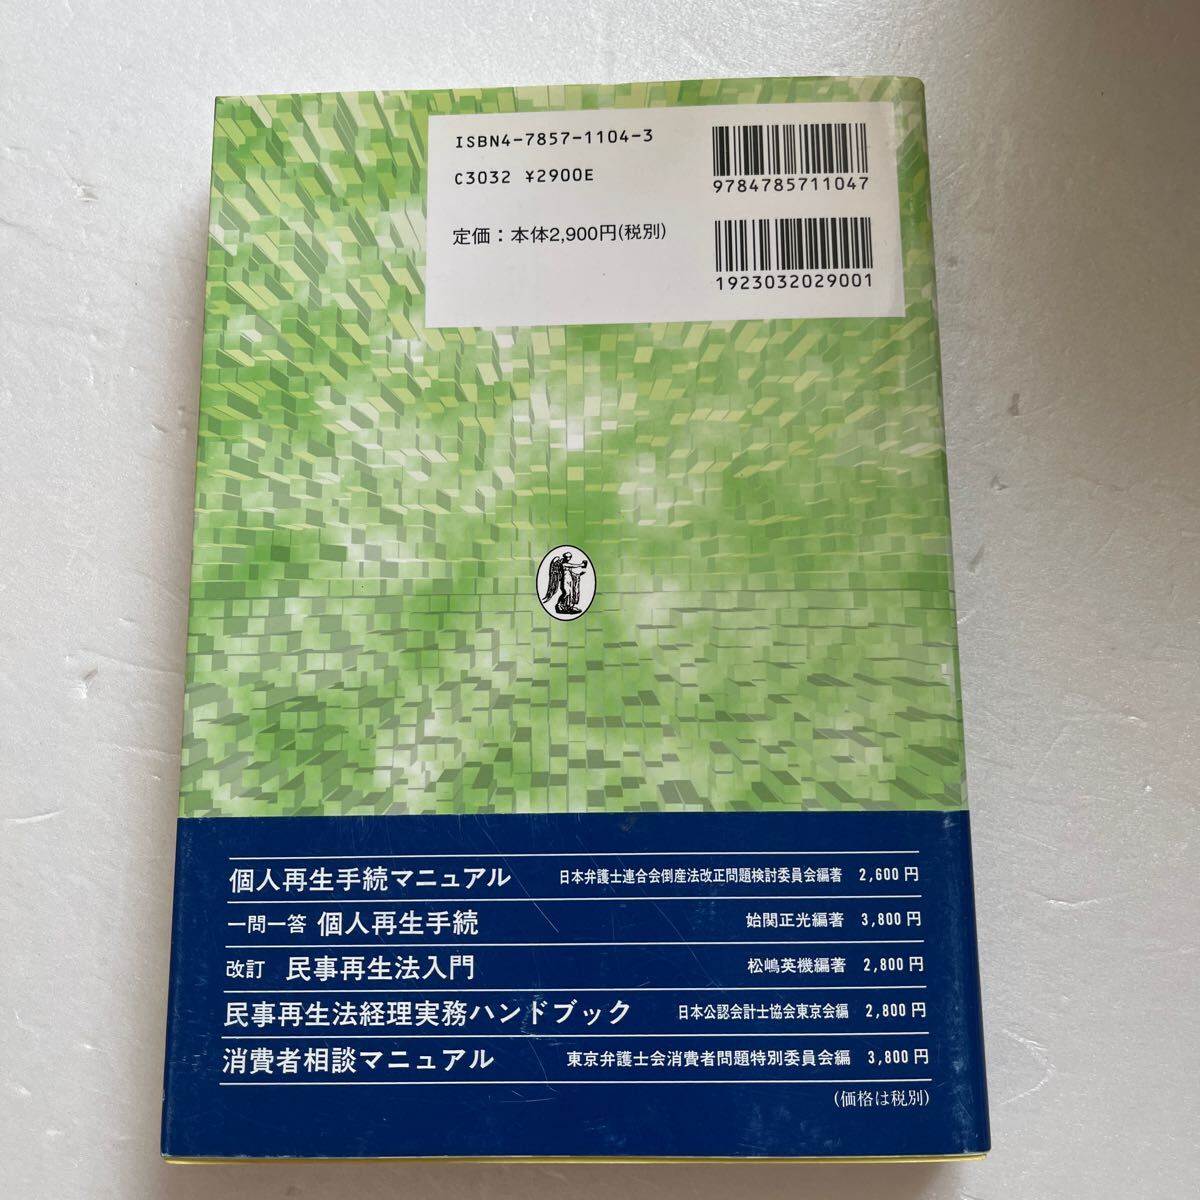 ISBN4-7857-1104-3
C3032 ¥2900E
定価：本体2,900円(税別)
9784785711047
1923032029001
個人再生手続マニュアル 日本弁護士連合会倒産法改正問題検討委員会編著 2,600円
一問一答 個人再生手続 始関正光編著 3,800円
改訂 民事再生法入門 松嶋英機編著 2,800円
民事再生法経理実務ハンドブック 日本公認会計士協会東京会編 2,800円
消費者相談マニュアル 東京弁護士会消費者問題特別委員会編 3,800円
(価格は税別)